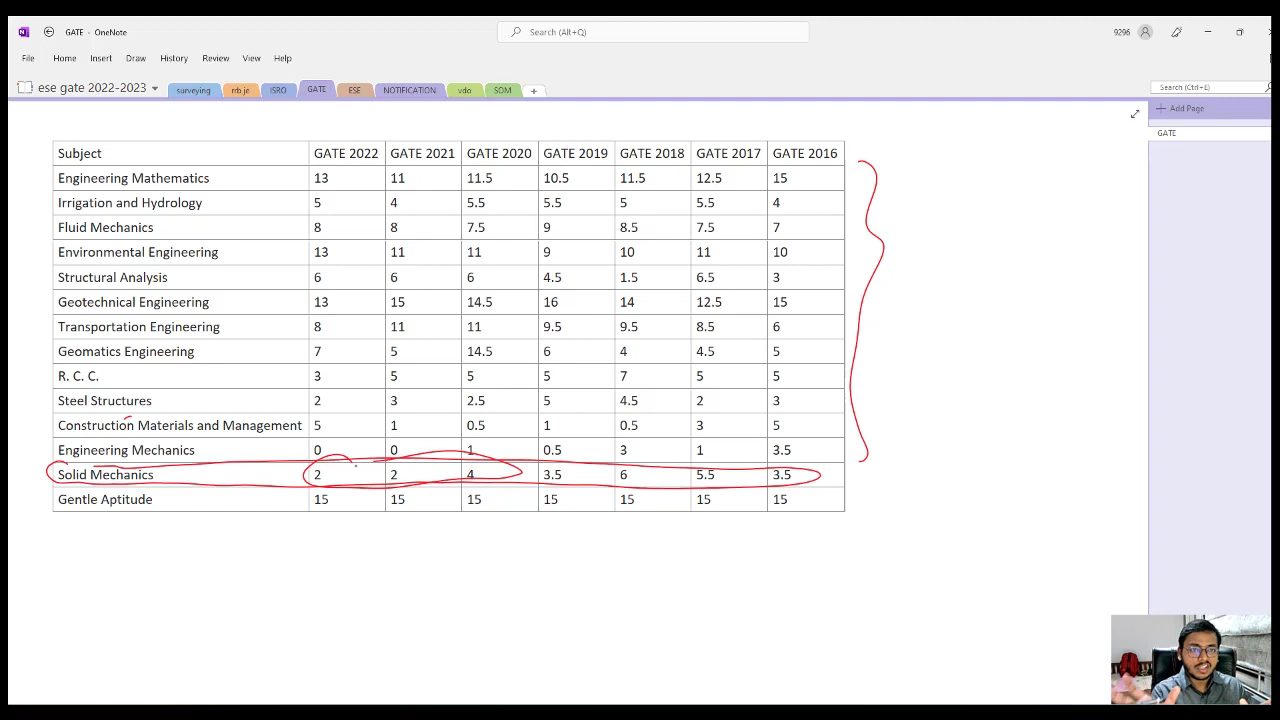 GATE - OneNote
Search (Alt+Q)
9296
File Home Insert Draw History Review View Help
ese gate 2022-2023 surveying rrb je ISRO GATE ESE NOTIFICATION vdo SOM +
Search (Ctrl+E)
Add Page
GATE
Subject GATE 2022 GATE 2021 GATE 2020 GATE 2019 GATE 2018 GATE 2017 GATE 2016
Engineering Mathematics 13 11 11.5 10.5 11.5 12.5 15
Irrigation and Hydrology 5 4 5.5 5.5 5 5.5 4
Fluid Mechanics 8 8 7.5 9 8.5 7.5 7
Environmental Engineering 13 11 11 9 10 11 10
Structural Analysis 6 6 6 4.5 1.5 6.5 3
Geotechnical Engineering 13 15 14.5 16 14 12.5 15
Transportation Engineering 8 11 11 9.5 9.5 8.5 6
Geomatics Engineering 7 5 14.5 6 4 4.5 5
R. C. C. 3 5 5 5 7 5 5
Steel Structures 2 3 2.5 5 4.5 2 3
Construction Materials and Management 5 1 0.5 1 0.5 3 5
Engineering Mechanics 0 0 1 0.5 3 1 3.5
Solid Mechanics 2 2 4 3.5 6 5.5 3.5
Gentle Aptitude 15 15 15 15 15 15 15